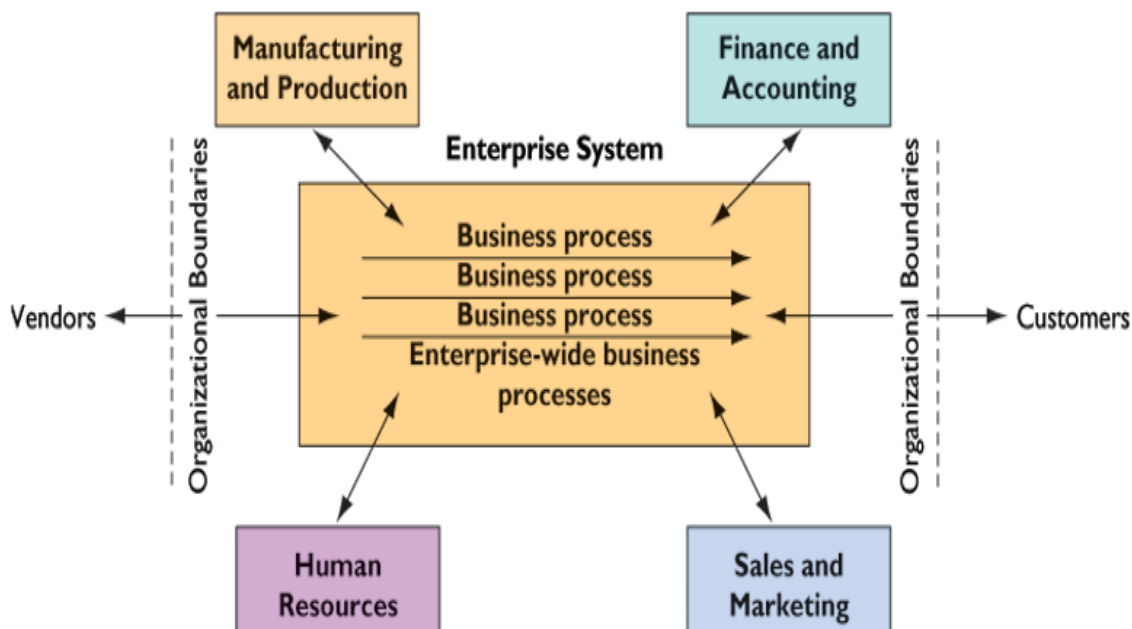 Manufacturing
and Production
Finance and
Accounting
Enterprise System
Organizational Boundaries
Business process
Business process
Business process
Enterprise-wide business
processes
Organizational Boundaries
Vendors
Customers
Human
Resources
Sales and
Marketing